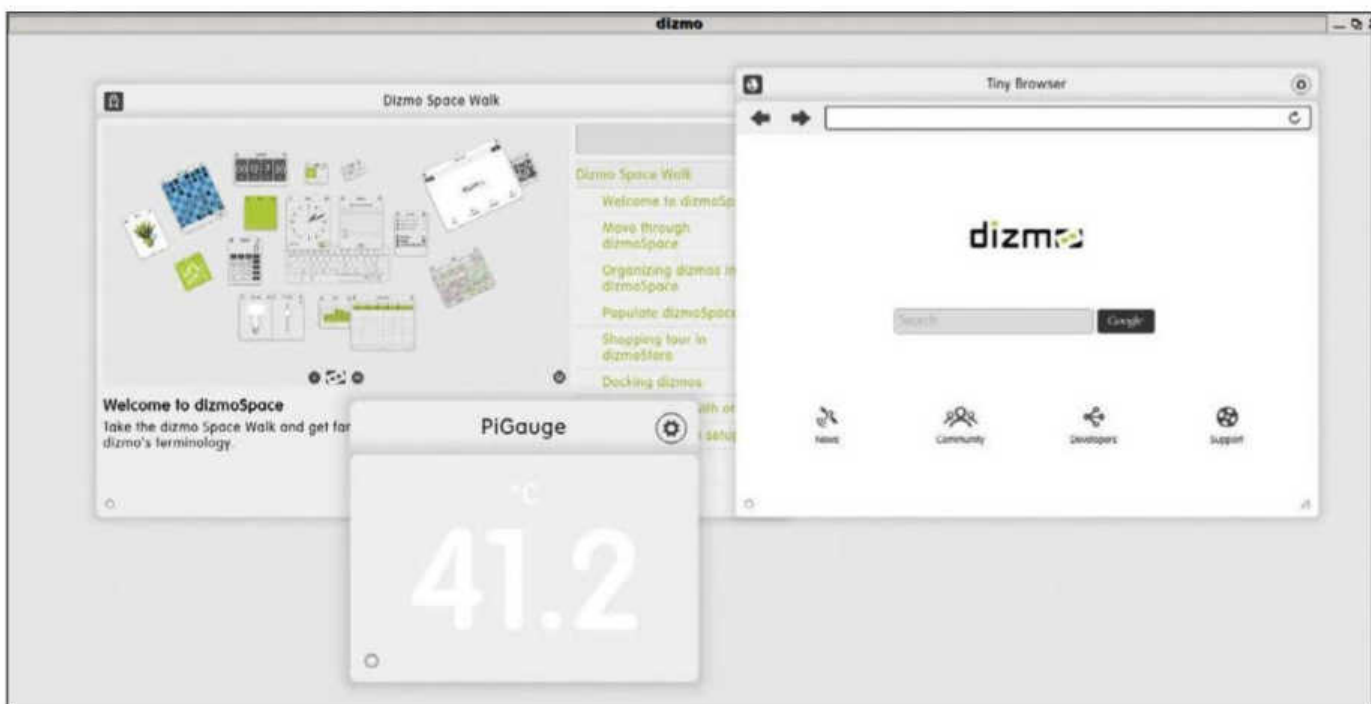 dizmo
Dizmo Space Walk
Dizmo Space Walk
Welcome to dizmoSp
Move through
dizmoSpace
Organizing dizmos in
dizmoSpace
Populate dizmoSpace
Shopping tour in
dizmoStore
Docking dizmos
setup
Welcome to dizmoSpace
Take the dizmo Space Walk and get far
dizmo's terminology.
Tiny Browser
dizmo
Search
Google
News
Community
Developers
Support
PiGauge
°C
41.2